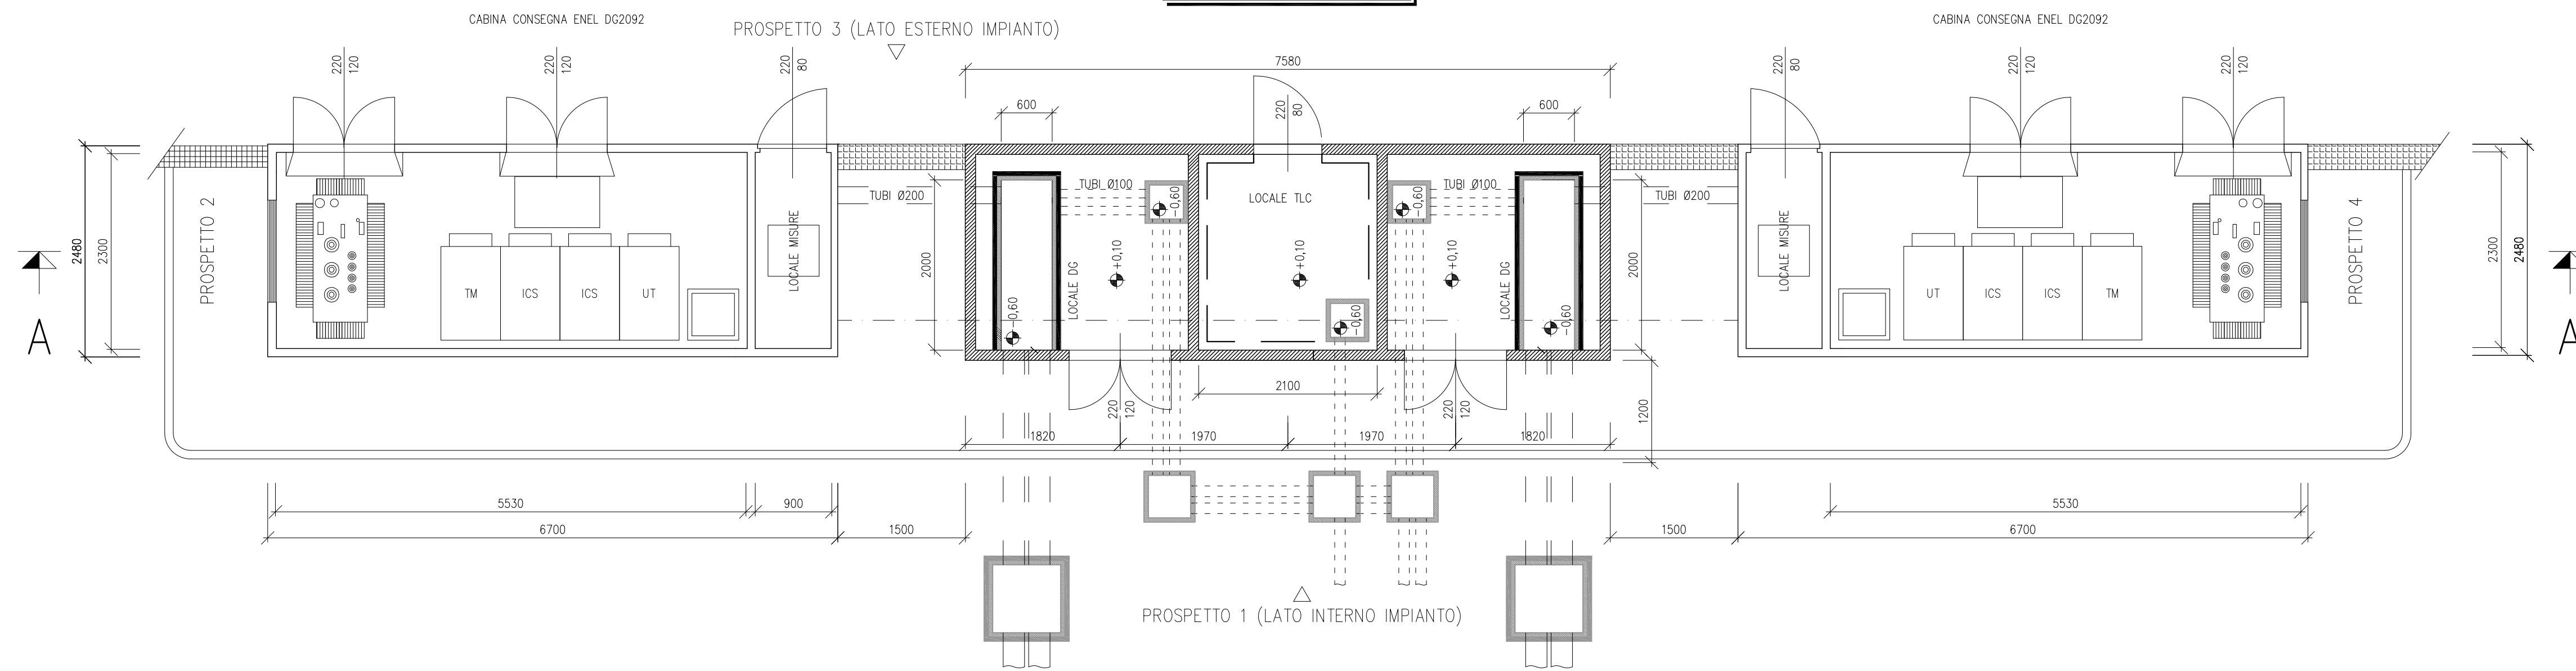 CABINA CONSEGNA ENEL DG2092
PROSPETTO 3 (LATO ESTERNO IMPIANTO)
CABINA CONSEGNA ENEL DG2092
220
120
220
120
220
80
7580
220
80
220
120
220
120
600
220
80
600
TUBI Ø200
TUBI Ø100
-0,60
LOCALE TLC
TUBI Ø100
-0,60
TUBI Ø200
PROSPETTO 2
2480
2300
LOCALE MISURE
2000
LOCALE DG
+0,10
+0,10
+0,10
LOCALE DG
2000
LOCALE MISURE
PROSPETTO 4
2300
2480
TM
ICS
ICS
UT
UT
ICS
ICS
TM
-0,60
-0,60
-0,60
A
A
2100
220
120
220
120
1200
1820
1970
1970
1820
5530
900
5530
6700
1500
1500
6700
PROSPETTO 1 (LATO INTERNO IMPIANTO)